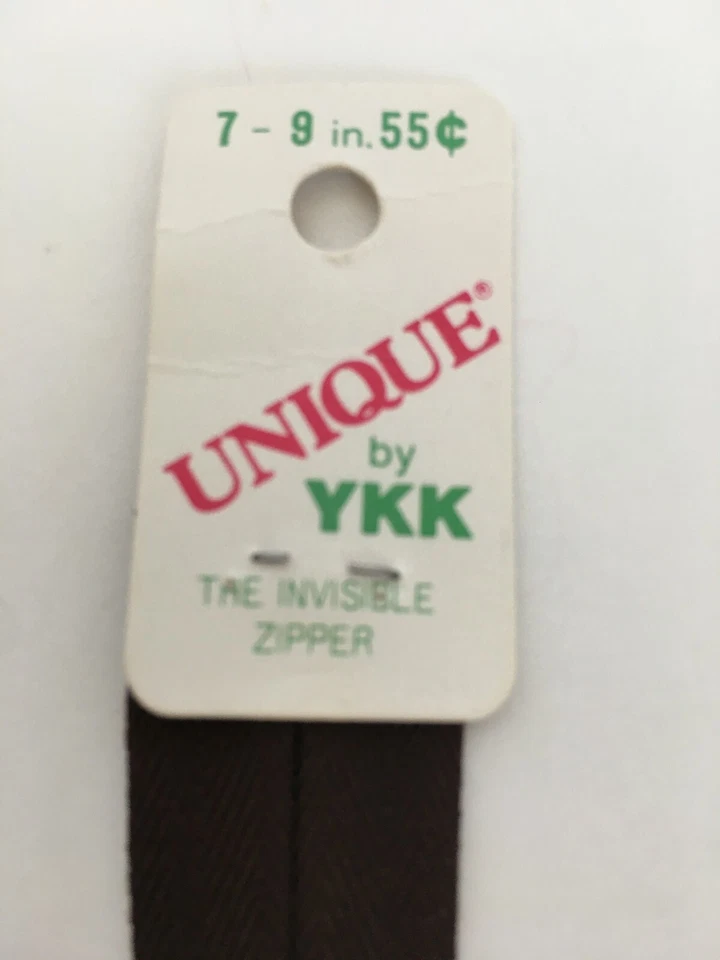 7 - 9 in. 55¢
UNIQUE®
by
YKK
THE INVISIBLE
ZIPPER